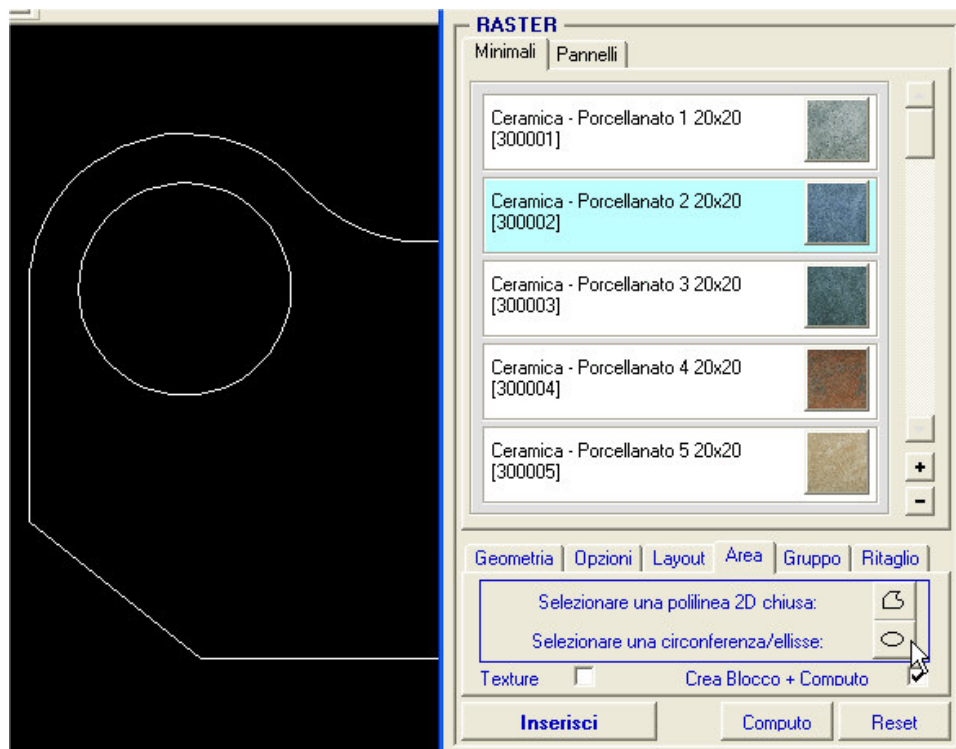 RASTER
Minimali Pannelli
Ceramica - Porcellanato 1 20x20
[300001]
Ceramica - Porcellanato 2 20x20
[300002]
Ceramica - Porcellanato 3 20x20
[300003]
Ceramica - Porcellanato 4 20x20
[300004]
Ceramica - Porcellanato 5 20x20
[300005]
+
-
Geometria Opzioni Layout Area Gruppo Ritaglio
Selezionare una polilinea 2D chiusa:
Selezionare una circonferenza/ellisse:
Texture Crea Blocco + Computo
Inserisci Computo Reset